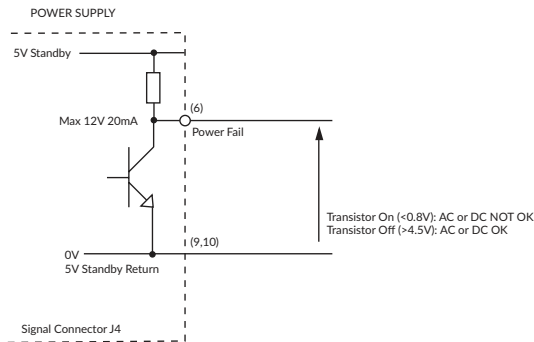 POWER SUPPLY
5V Standby
(6)
Max 12V 20mA
Power Fail
Transistor On (<0.8V): AC or DC NOT OK
Transistor Off (>4.5V): AC or DC OK
(9,10)
0V
5V Standby Return
Signal Connector J4